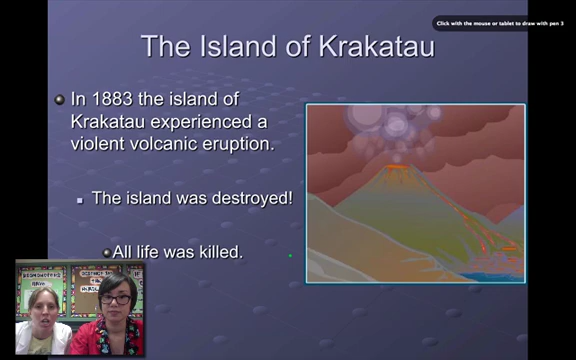 Click with the mouse or tablet to draw with pen 3
The Island of Krakatau
In 1883 the island of
Krakatau experienced a
violent volcanic eruption.
The island was destroyed!
All life was killed.